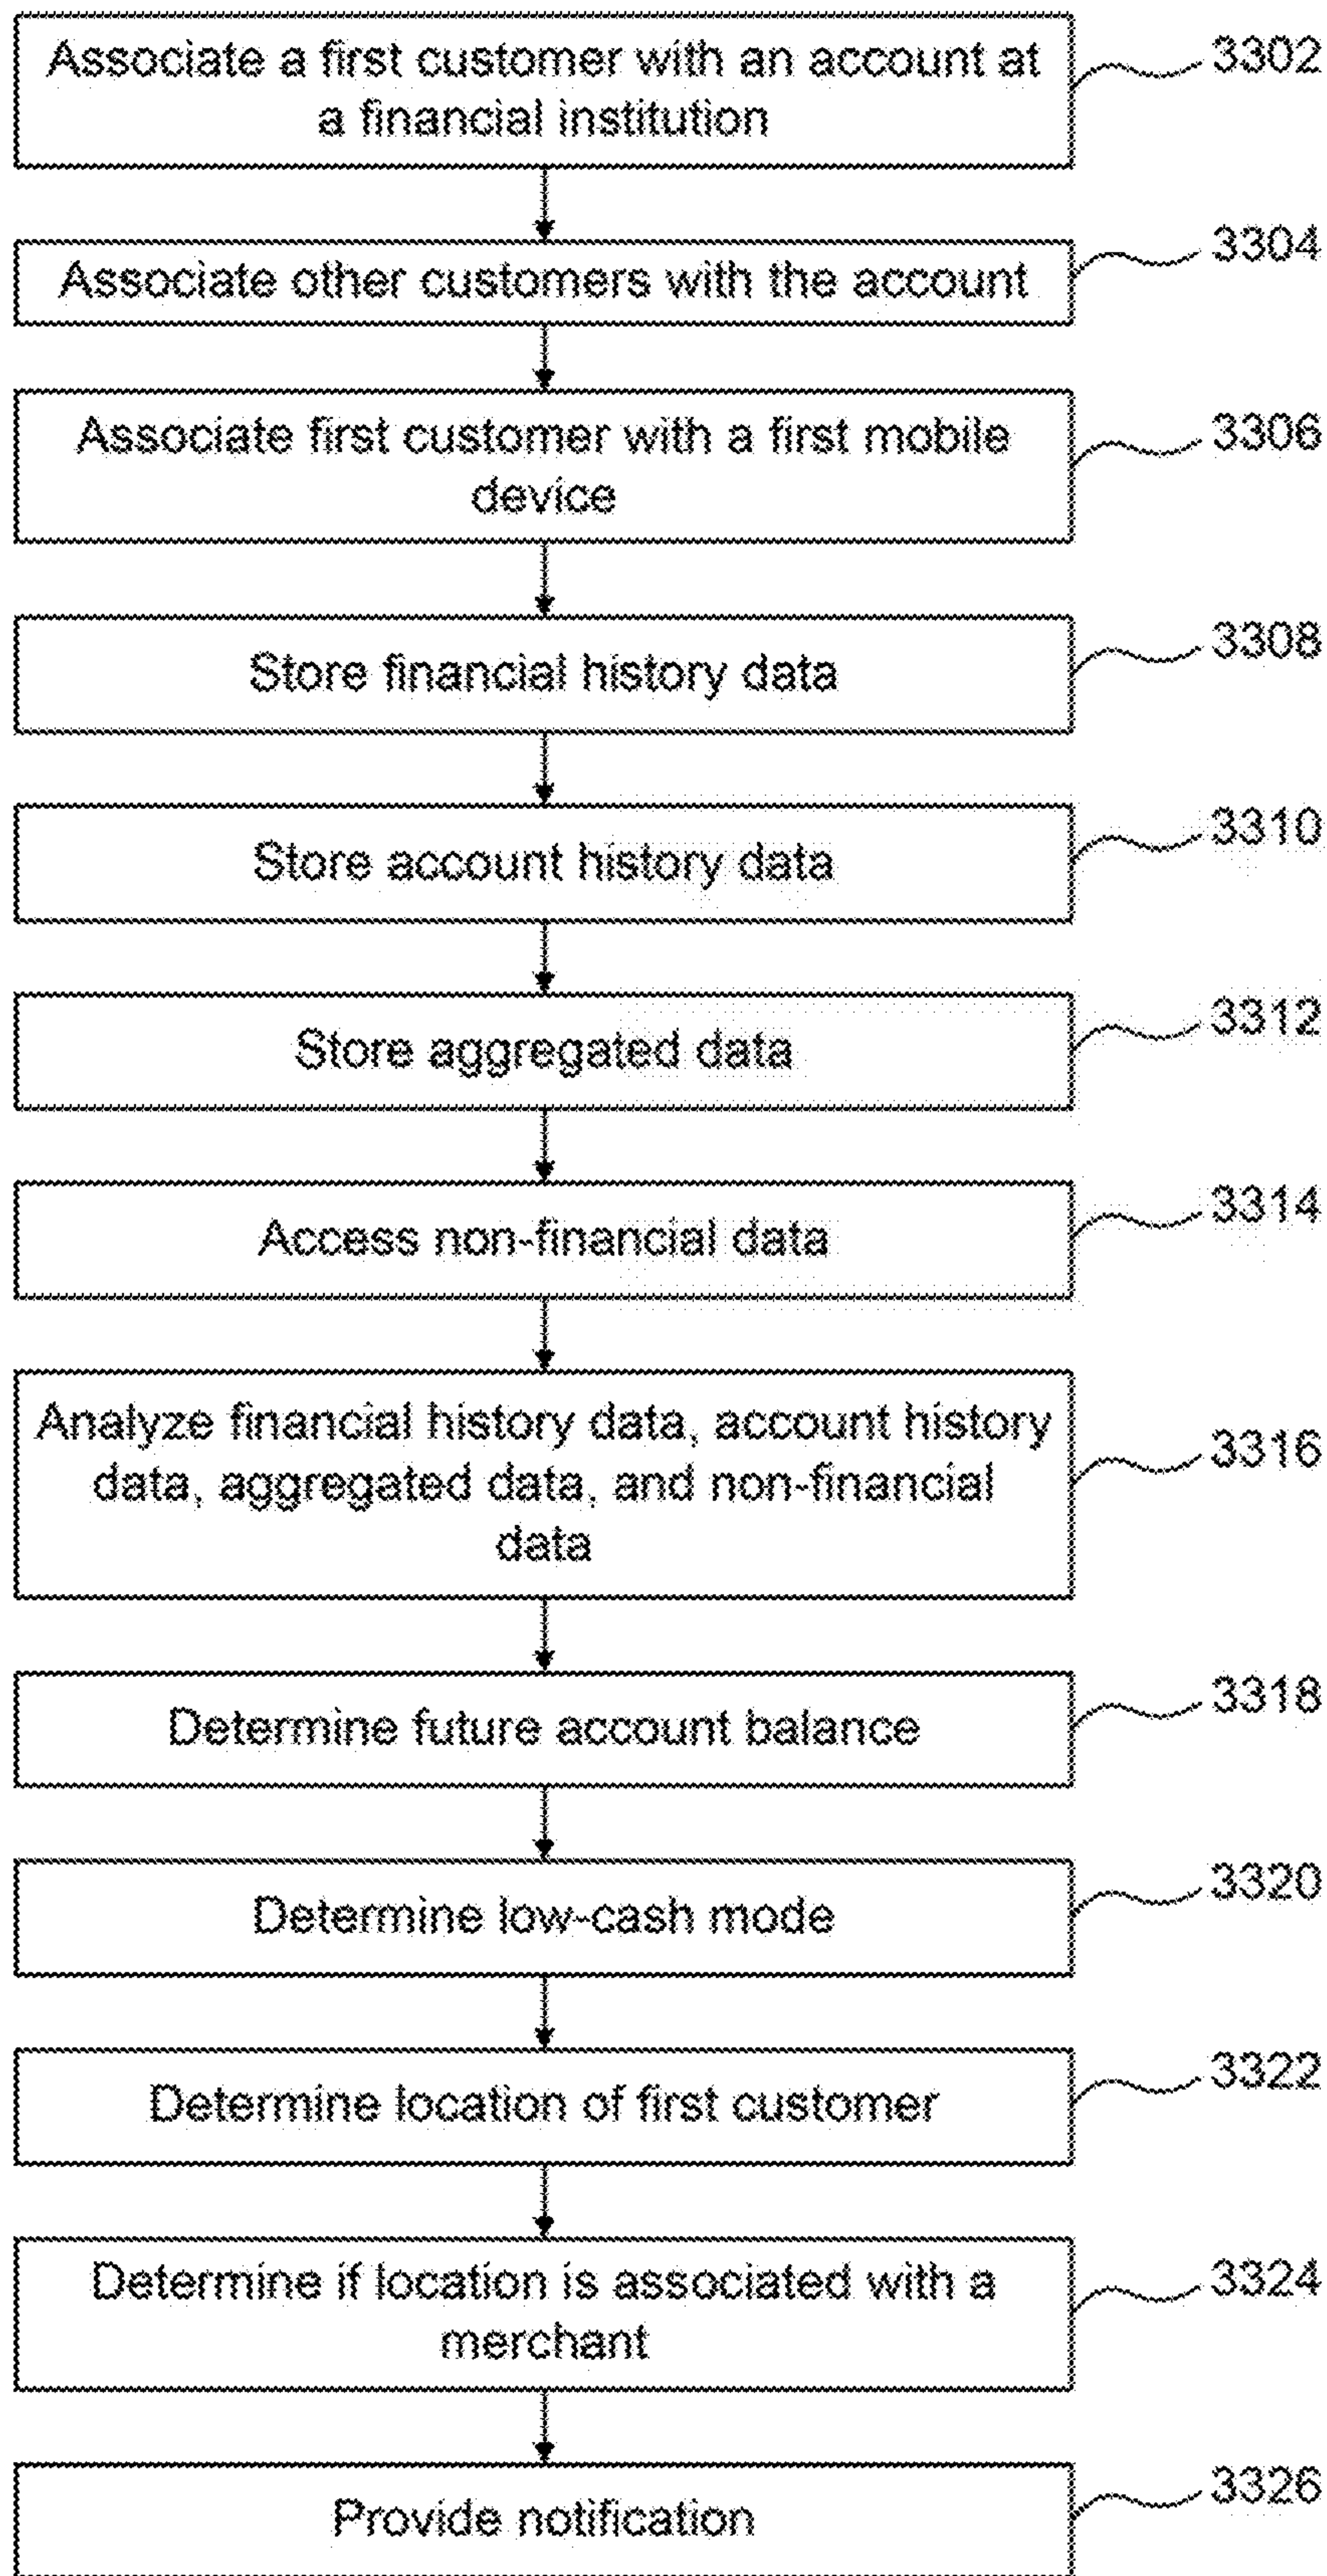 Associate a first customer with an account at
a financial institution
3302
Associate other customers with the account
3304
Associate first customer with a first mobile
device
3306
Store financial history data
3308
Store account history data
3310
Store aggregated data
3312
Access non-financial data
3314
Analyze financial history data, account history
data, aggregated data, and non-financial
data
3316
Determine future account balance
3318
Determine low-cash mode
3320
Determine location of first customer
3322
Determine if location is associated with a
merchant
3324
Provide notification
3326